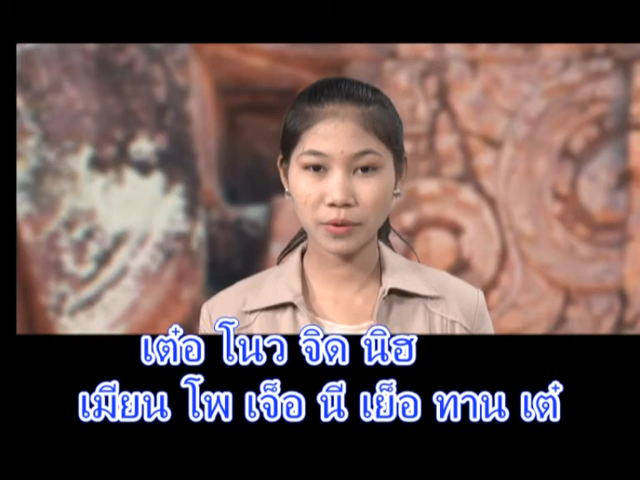 เต๋อ โนว จิด นิฮ
เมียน โพ เจ็อ นี เย็อ ทาน เต๋